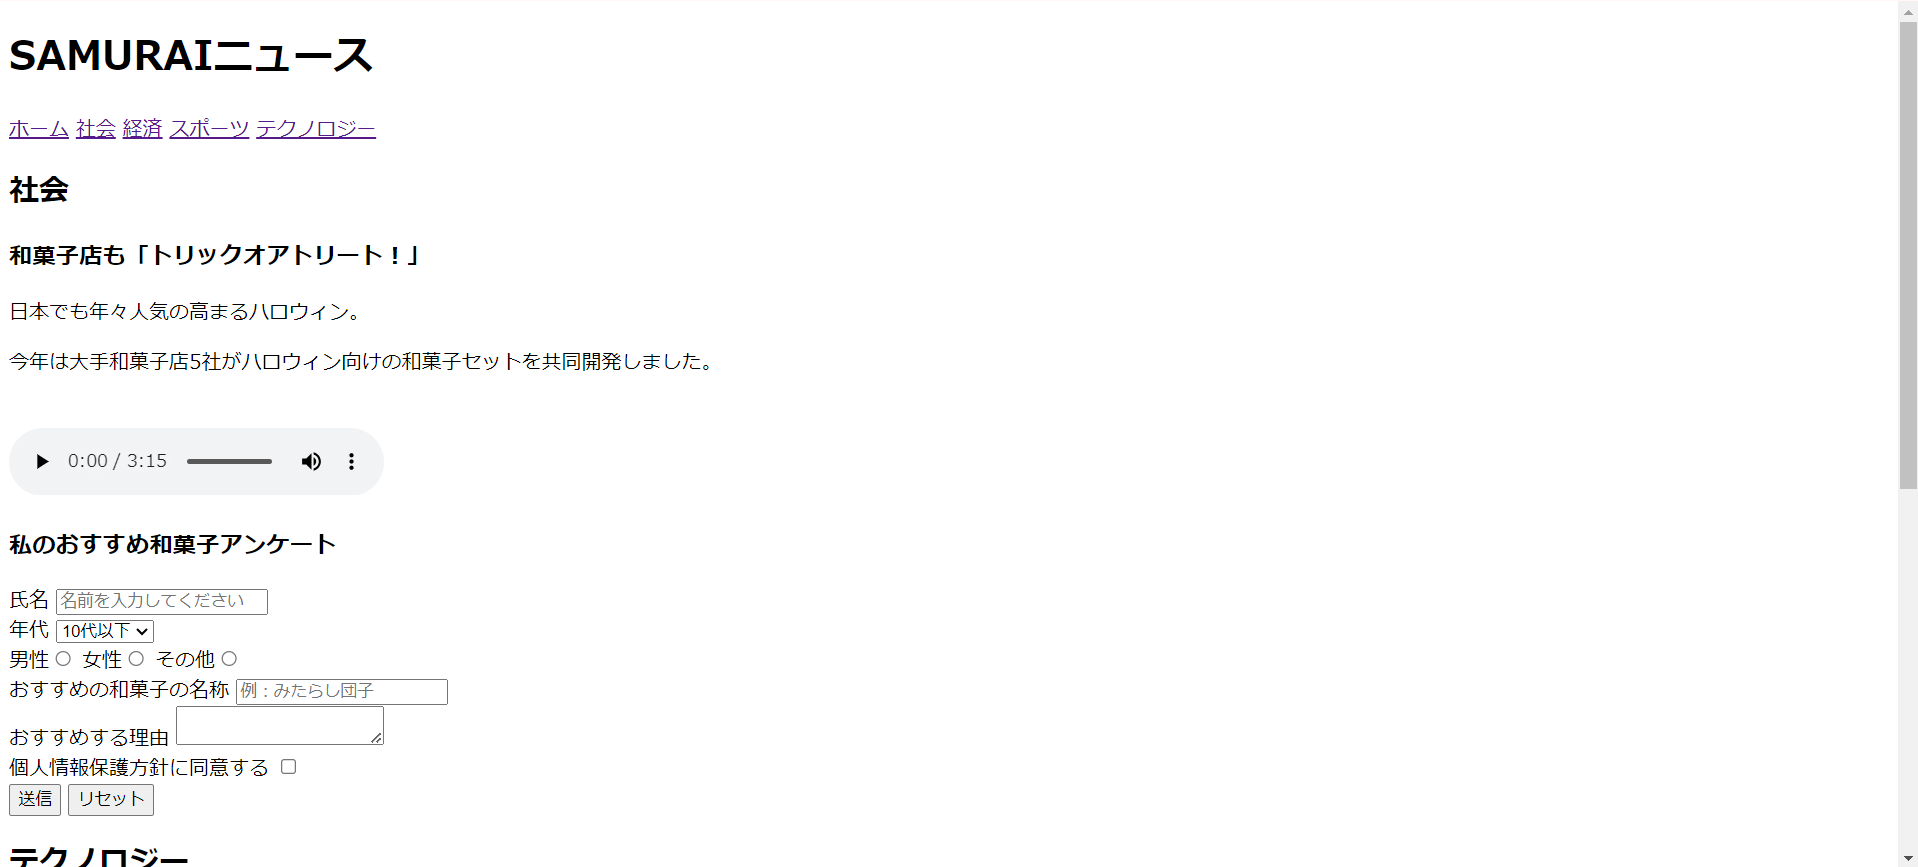 SAMURAIニュース
ホーム 社会 経済 スポーツ テクノロジー
社会
和菓子店も「トリックオアトリート！」
日本でも年々人気の高まるハロウィン。
今年は大手和菓子店5社がハロウィン向けの和菓子セットを共同開発しました。
0:00 / 3:15
私のおすすめ和菓子アンケート
氏名 名前を入力してください
年代 10代以下
男性 女性 その他
おすすめの和菓子の名称 例：みたらし団子
おすすめする理由
個人情報保護方針に同意する
送信 リセット
テクノロジー